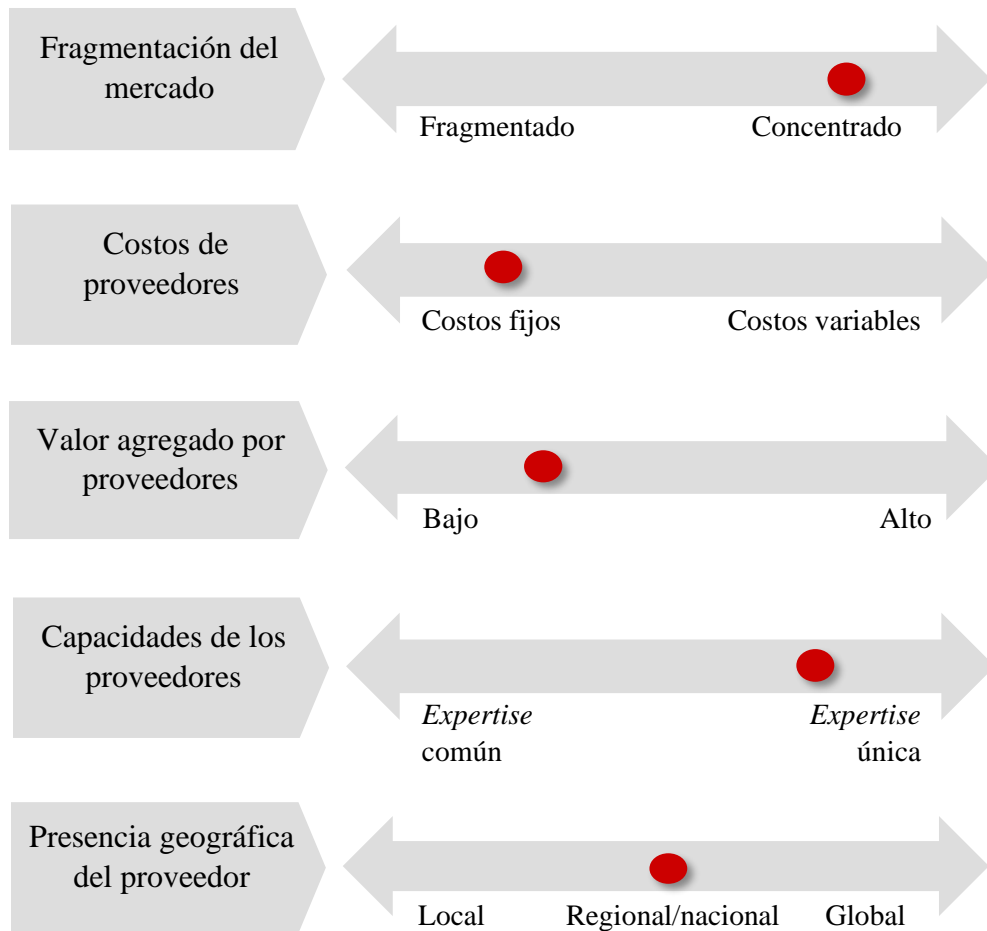 Fragmentación del
mercado
Fragmentado
Concentrado
Costos de
proveedores
Costos fijos
Costos variables
Valor agregado por
proveedores
Bajo
Alto
Capacidades de los
proveedores
Expertise
común
Expertise
única
Presencia geográfica
del proveedor
Local
Regional/nacional
Global